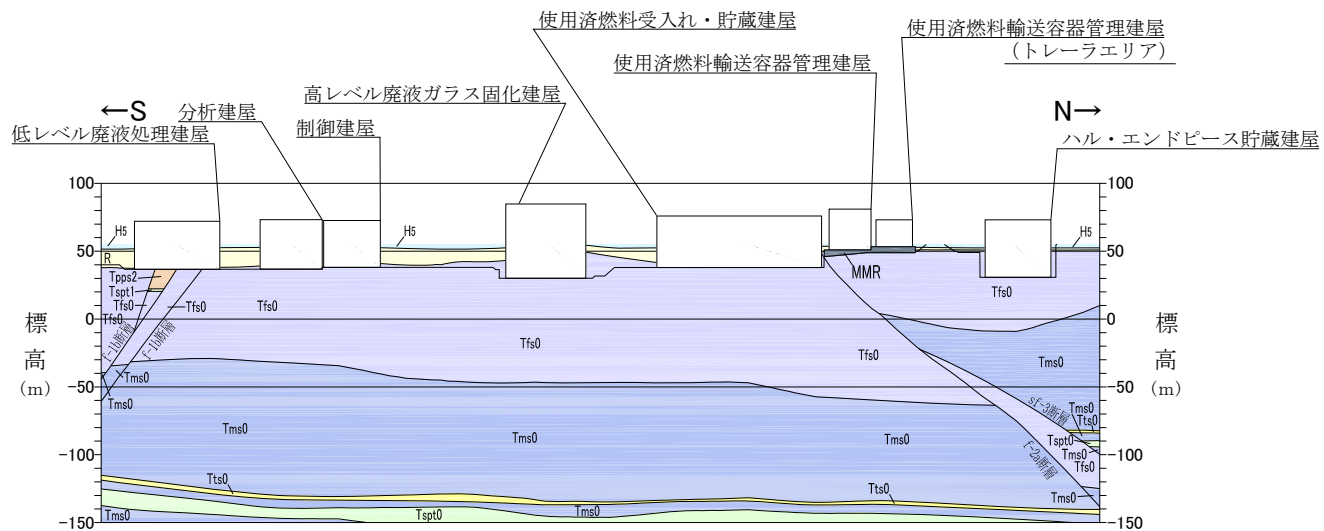 使用済燃料受入れ・貯蔵建屋
使用済燃料輸送容器管理建屋
（トレーラエリア）
使用済燃料輸送容器管理建屋
高レベル廃液ガラス固化建屋
←S
分析建屋
制御建屋
N→
低レベル廃液処理建屋
ハル・エンドピース貯蔵建屋
100
100
H5
H5
H5
50
50
R
MMR
Tpps2
Tspt1
Tfs0
Tfs0
Tfs0
Tfs0
Tfs0
標高
（m）
0
0
標高
（m）
f-1b断層
f-1b断層
Tfs0
Tfs0
Tms0
Tms0
Tms0
-50
-50
sf-3断層
Tms0
Tts0
Tms0
Tms0
Tms0
Tspt0
Tms0
f-2a断層
-100
-100
Tfs0
Tts0
Tts0
Tms0
Tms0
Tspt0
Tms0
-150
-150